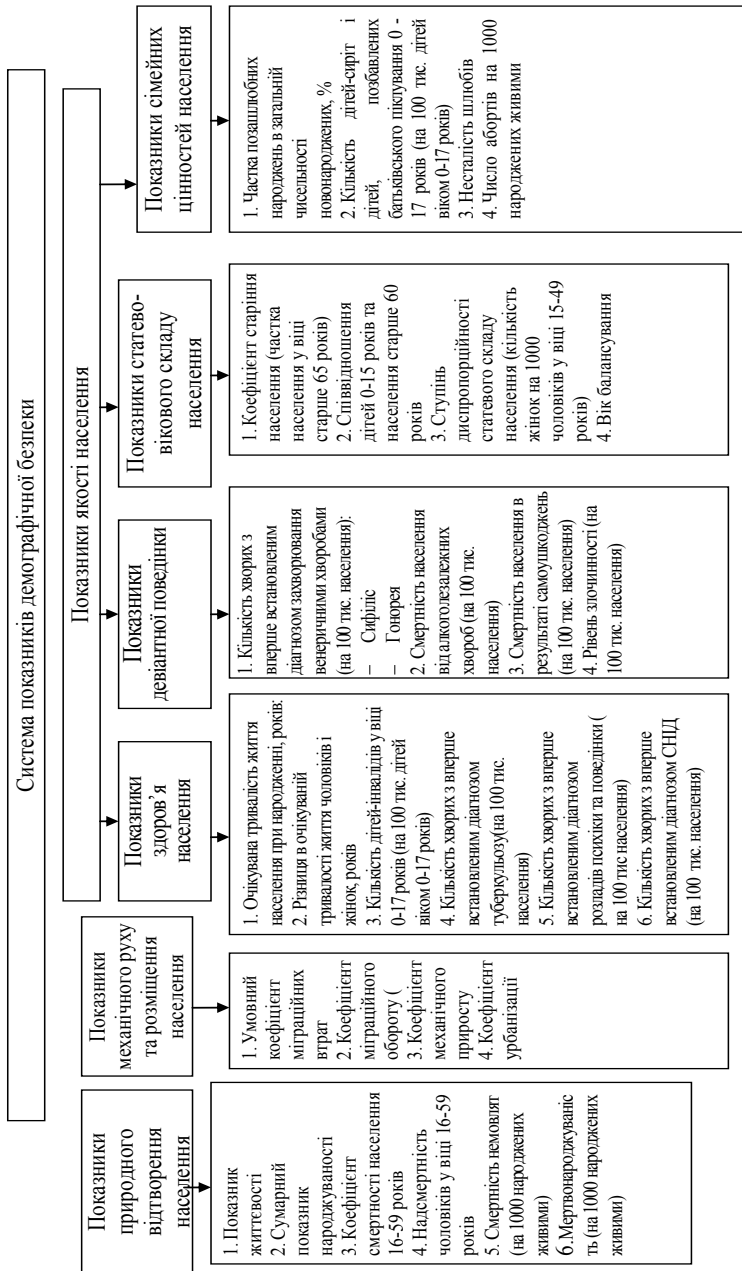 Система показників демографічної безпеки
Показники якості населення
Показники
природного
відтворення
населення
Показники
механічного руху
та розміщення
населення
Показники
здоров’я
населення
Показники
девіантної поведінки
Показники статево-
вікового складу
населення
Показники сімейних
цінностей населення
1. Показник
життєвості
2. Сумарний
показник
народжуваності
3. Коефіцієнт
смертності населення
16-59 років
4. Надсмертність
чоловіків у віці 16-59
років
5. Смертність немовлят
(на 1000 народжених
живими)
6.Мертвонароджуваніс
ть (на 1000 народжених
живими)
1. Умовний
коефіцієнт
міграційних
втрат
2. Коефіцієнт
міграційного
обороту (
3. Коефіцієнт
механічного
приросту
4. Коефіцієнт
урбанізації
1. Очікувана тривалість життя
населення при народженні, років:
2. Різниця в очікуваній
тривалості життя чоловіків і
жінок, років
3. Кількість дітей-інвалідів у віці
0-17 років (на 100 тис. дітей
віком 0-17 років)
4. Кількість хворих з вперше
встановленим діагнозом
туберкульозу(на 100 тис.
населення)
5. Кількість хворих з вперше
встановленим діагнозом
розладів психіки та поведінки (
на 100 тис населення)
6. Кількість хворих з вперше
встановленим діагнозом СНІД
(на 100 тис. населення)
1. Кількість хворих з
вперше встановленим
діагнозом захворювання
венеричними хворобами
(на 100 тис. населення):
– Сифіліс
– Гонорея
2. Смертність населення
від алкоголезалежних
хвороб (на 100 тис.
населення)
3. Смертність населення в
результаті самоушкоджень
(на 100 тис. населення)
4. Рівень злочинності (на
100 тис. населення)
1. Коефіцієнт старіння
населення (частка
населення у віці
старше 65 років)
2. Співвідношення
дітей 0-15 років та
населення старше 60
років
3. Ступінь
диспропорційності
статевого складу
населення (кількість
жінок на 1000
чоловіків у віці 15-49
років)
4. Вік балансування
1. Частка позашлюбних
народжень в загальній
чисельності
новонароджених, %
2. Кількість дітей-сиріт і
дітей, позбавлених
батьківського піклування 0 -
17 років (на 100 тис. дітей
віком 0-17 років)
3. Несталість шлюбів
4. Число абортів на 1000
народжених живими